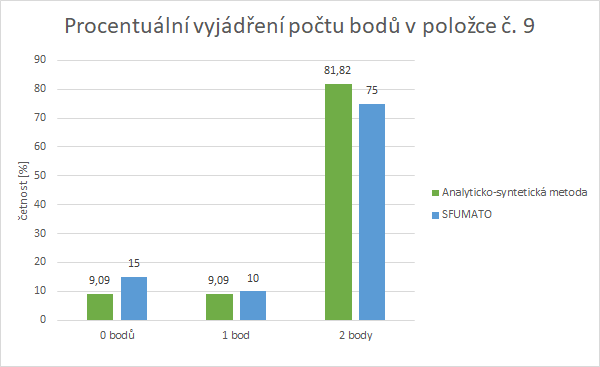 Procentuální vyjádření počtu bodů v položce č. 9
četnost [%]
90
80
70
60
50
40
30
20
10
0
9,09
15
9,09
10
81,82
75
0 bodů
1 bod
2 body
Analyticko-syntetická metoda
SFUMATO